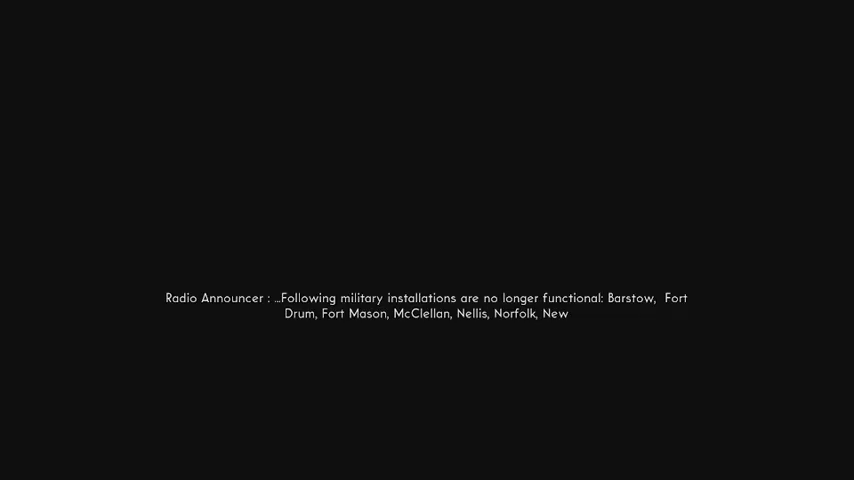 Radio Announcer : ...Following military installations are no longer functional: Barstow,  Fort
Drum, Fort Mason, McClellan, Nellis, Norfolk, New